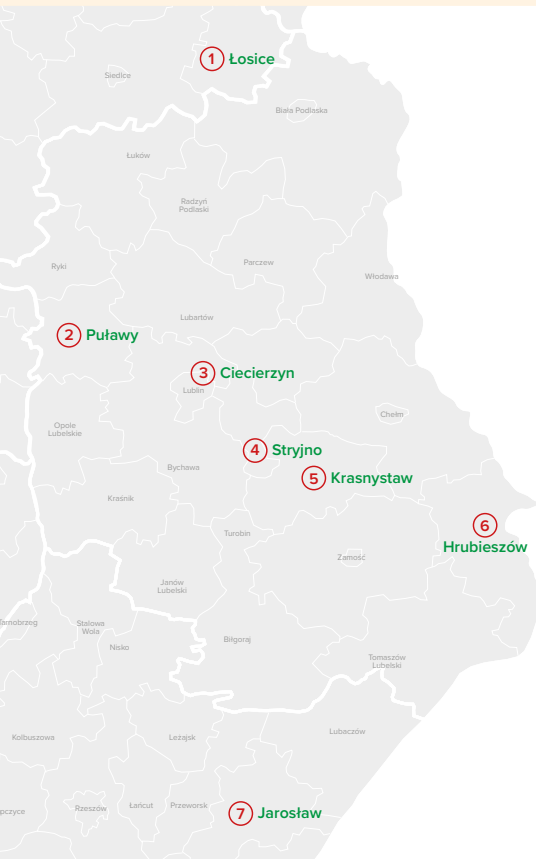 1 Łosice
Siedlce
Biała Podlaska
Łuków
Radzyń
Podlaski
Parczew
Ryki
Włodawa
Lubartów
2 Puławy
3 Ciecierzyn
Lublin
Chełm
Opole
Lubelskie
4 Stryjno
Bychawa
5 Krasnystaw
Kraśnik
6
Hrubieszów
Turobin
Zamość
Janów
Lubelski
Tarnobrzeg
Stalowa
Wola
Biłgoraj
Nisko
Tomaszów
Lubelski
Lubaczów
Kolbuszowa
Leżajsk
Rzeszów
Łańcut
Przeworsk
7 Jarosław
pczyce